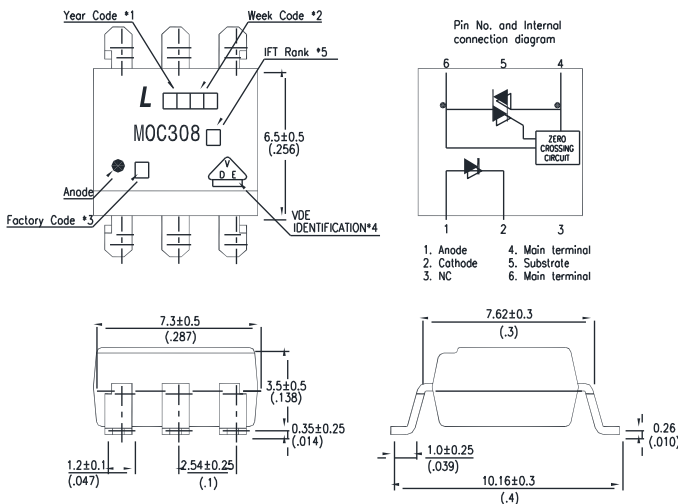 Year Code *1
Week Code *2
IFT Rank *5
L
MOC308
6.5±0.5
(.256)
V
D E
Anode
Factory Code *3
VDE
IDENTIFICATION*4
Pin No. and Internal
connection diagram
6 5 4
ZERO
CROSSING
CIRCUIT
1 2 3
1. Anode 4. Main terminal
2. Cathode 5. Substrate
3. NC 6. Main terminal
7.3±0.5
(.287)
3.5±0.5
(.138)
0.35±0.25
(.014)
1.2±0.1
(.047)
2.54±0.25
(.1)
7.62±0.3
(.3)
0.26
(.010)
1.0±0.25
(.039)
10.16±0.3
(.4)